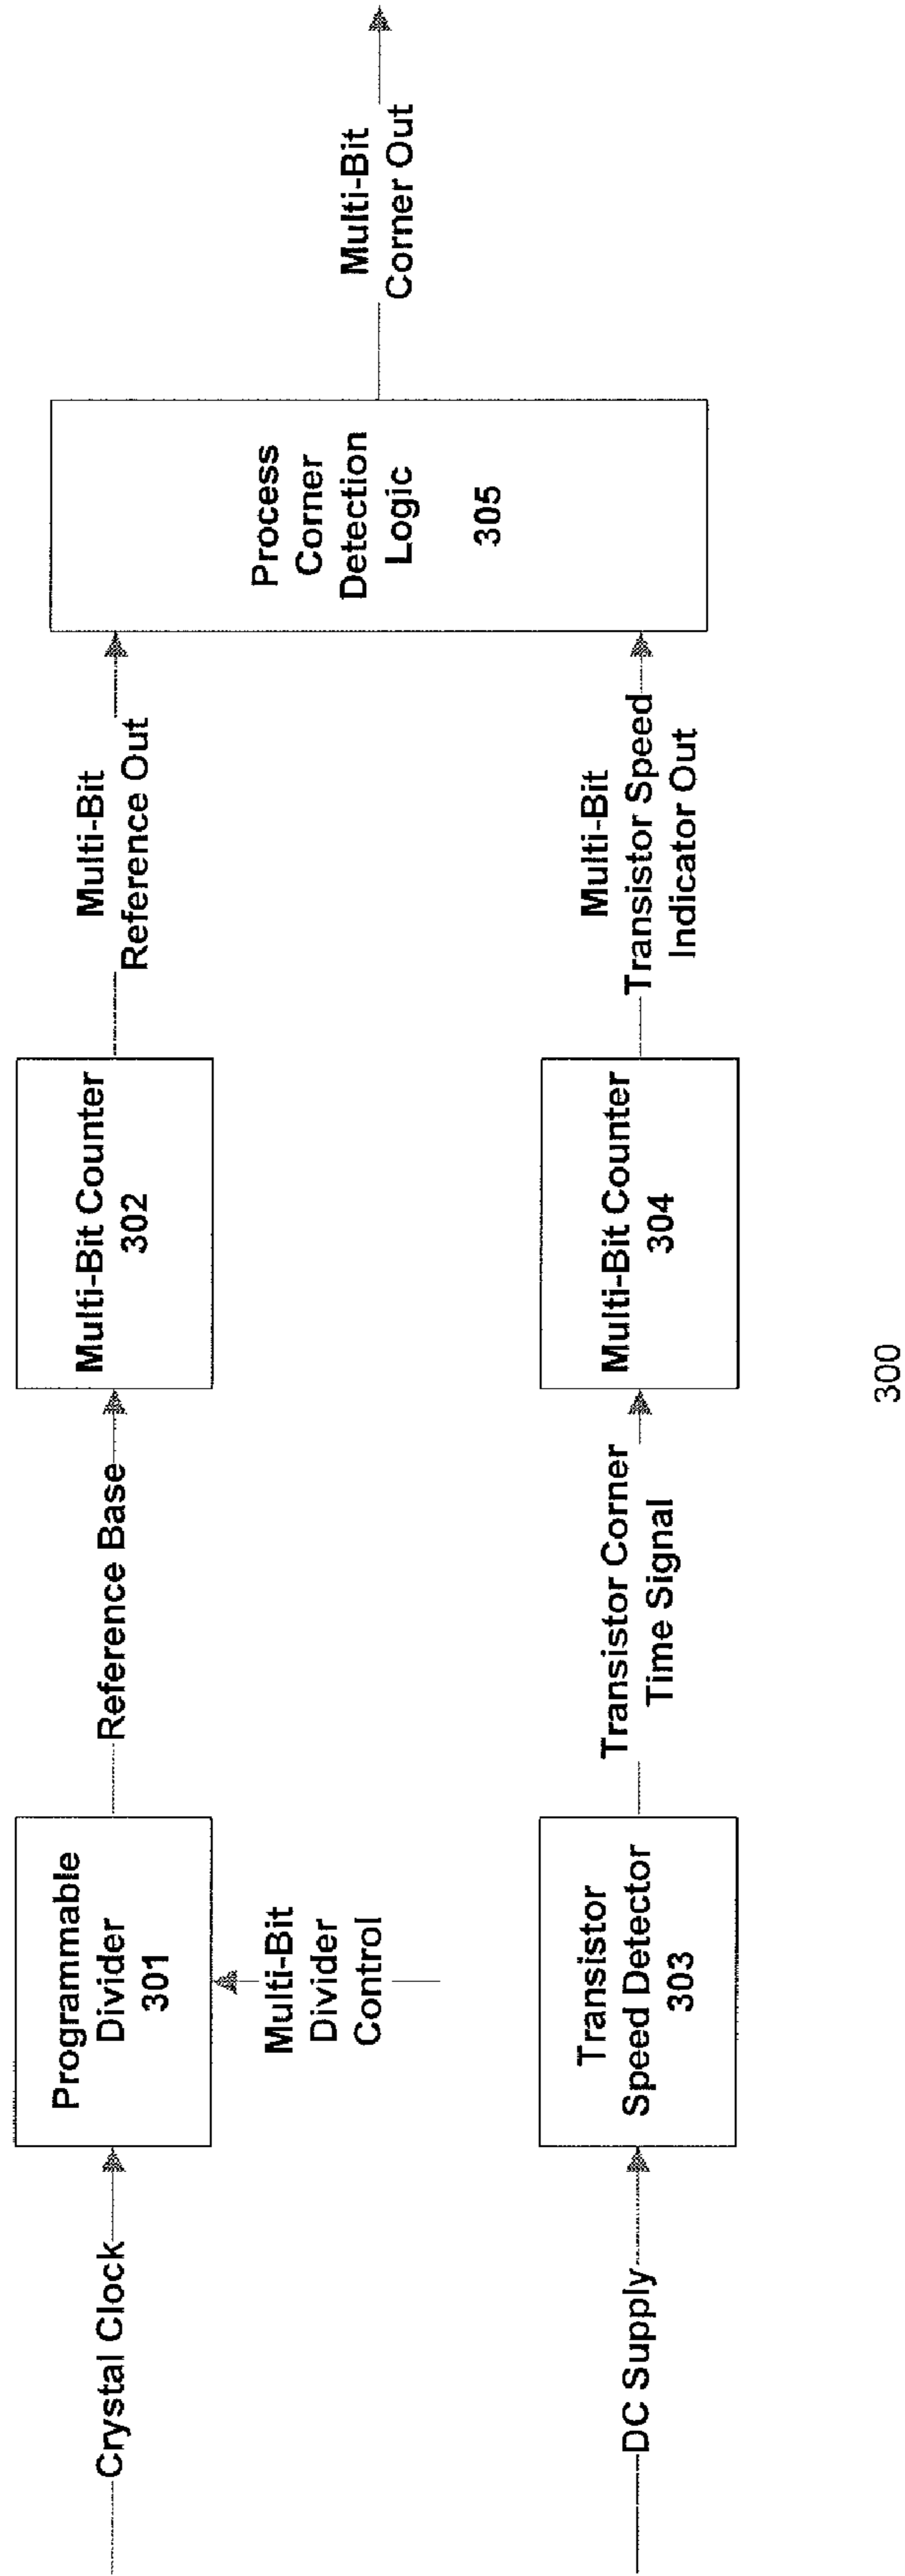 Crystal Clock
Programmable
Divider
301
Reference Base
Multi-Bit Counter
302
Multi-Bit
Reference Out
Multi-Bit
Divider
Control
Process
Corner
Detection
Logic
305
Multi-Bit
Corner Out
DC Supply
Transistor
Speed Detector
303
Transistor Corner
Time Signal
Multi-Bit Counter
304
Multi-Bit
Transistor Speed
Indicator Out
300